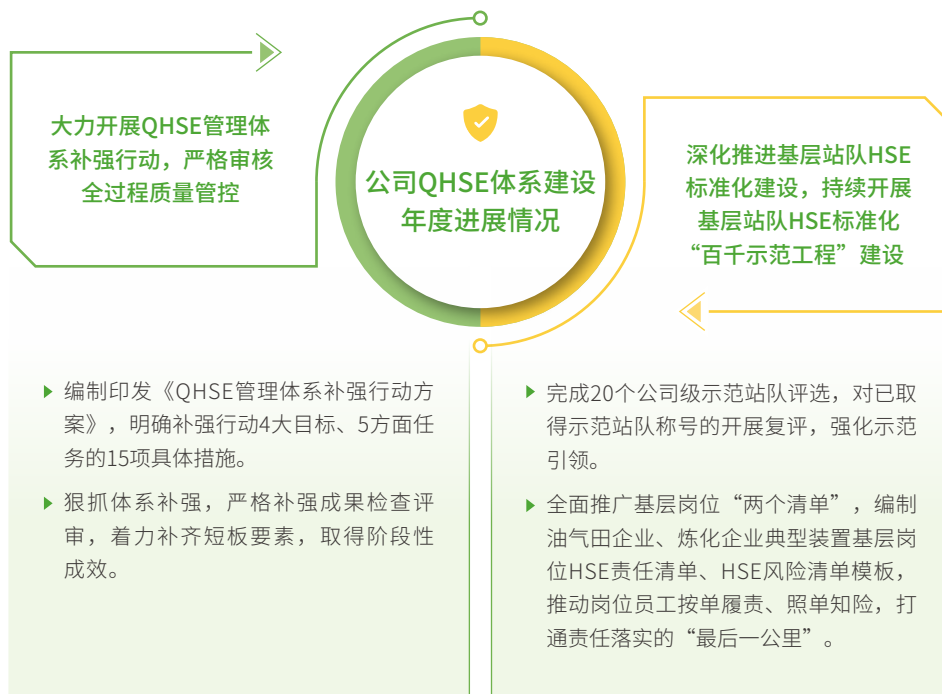 大力开展QHSE管理体
系补强行动，严格审核
全过程质量管控
公司QHSE体系建设
年度进展情况
深化推进基层站队HSE
标准化建设，持续开展
基层站队HSE标准化
“百千示范工程”建设
编制印发《QHSE管理体系补强行动方
案》，明确补强行动4大目标、5方面任
务的15项具体措施。
狠抓体系补强，严格补强成果检查评
审，着力补齐短板要素，取得阶段性
成效。
完成20个公司级示范站队评选，对已取
得示范站队称号的开展复评，强化示范
引领。
全面推广基层岗位“两个清单”，编制
油气田企业、炼化企业典型装置基层岗
位HSE责任清单、HSE风险清单模板，
推动岗位员工按单履责、照单知险，打
通责任落实的“最后一公里”。